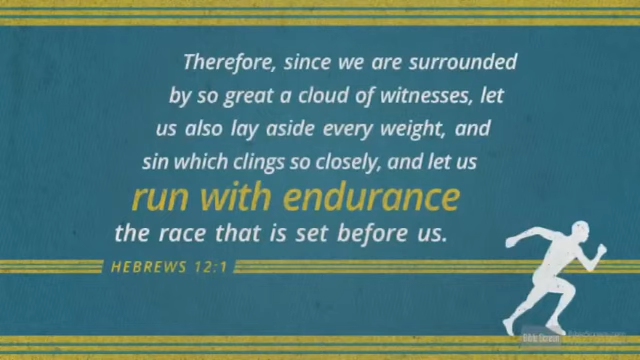 Therefore, since we are surrounded
by so great a cloud of witnesses, let
us also lay aside every weight, and
sin which clings so closely, and let us
run with endurance
the race that is set before us.
HEBREWS 12:1
Bible Screen